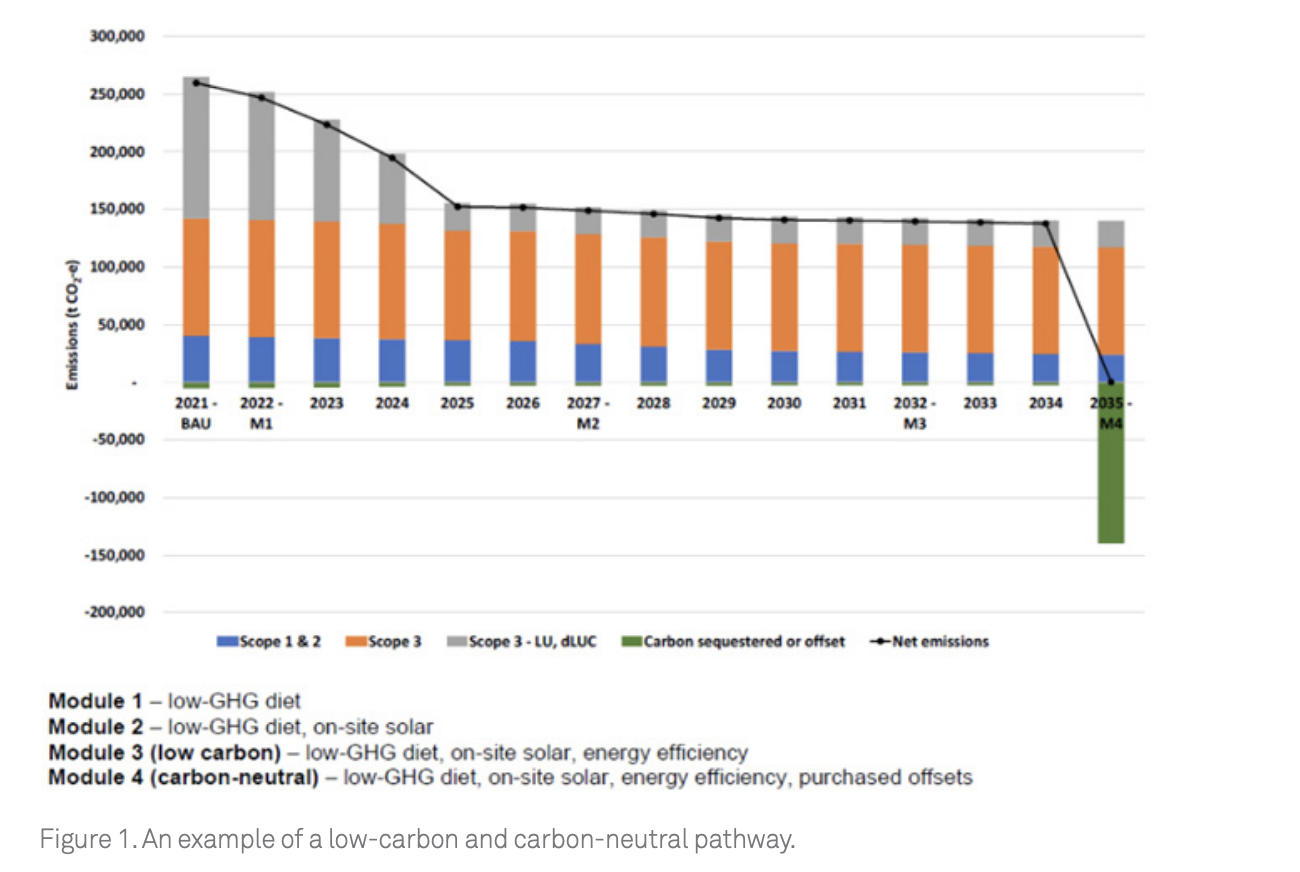 300,000
250,000
200,000
150,000
100,000
50,000
-
-50,000
-100,000
-150,000
-200,000
Emissions (t CO₂-e)
2021 - BAU
2022 - M1
2023
2024
2025
2026
2027 - M2
2028
2029
2030
2031
2032 - M3
2033
2034
2035 - M4
Scope 1 & 2 Scope 3 Scope 3 - LU, dLUC Carbon sequestered or offset Net emissions
Module 1 – low-GHG diet
Module 2 – low-GHG diet, on-site solar
Module 3 (low carbon) – low-GHG diet, on-site solar, energy efficiency
Module 4 (carbon-neutral) – low-GHG diet, on-site solar, energy efficiency, purchased offsets
Figure 1. An example of a low-carbon and carbon-neutral pathway.